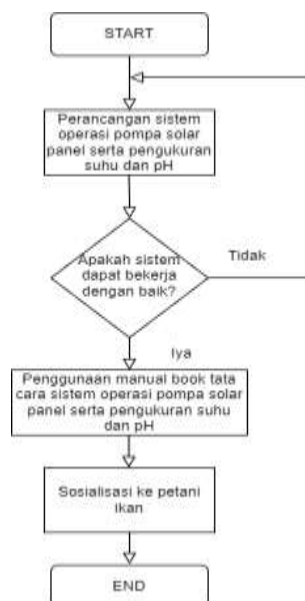 START
Perancangan sistem
operasi pompa solar
panel serta pengukuran
suhu dan pH
Apakah sistem
dapat bekerja
dengan baik?
Tidak
Iya
Penggunaan manual book tata
cara sistem operasi pompa solar
panel serta pengukuran suhu
dan pH
Sosialisasi ke petani
ikan
END